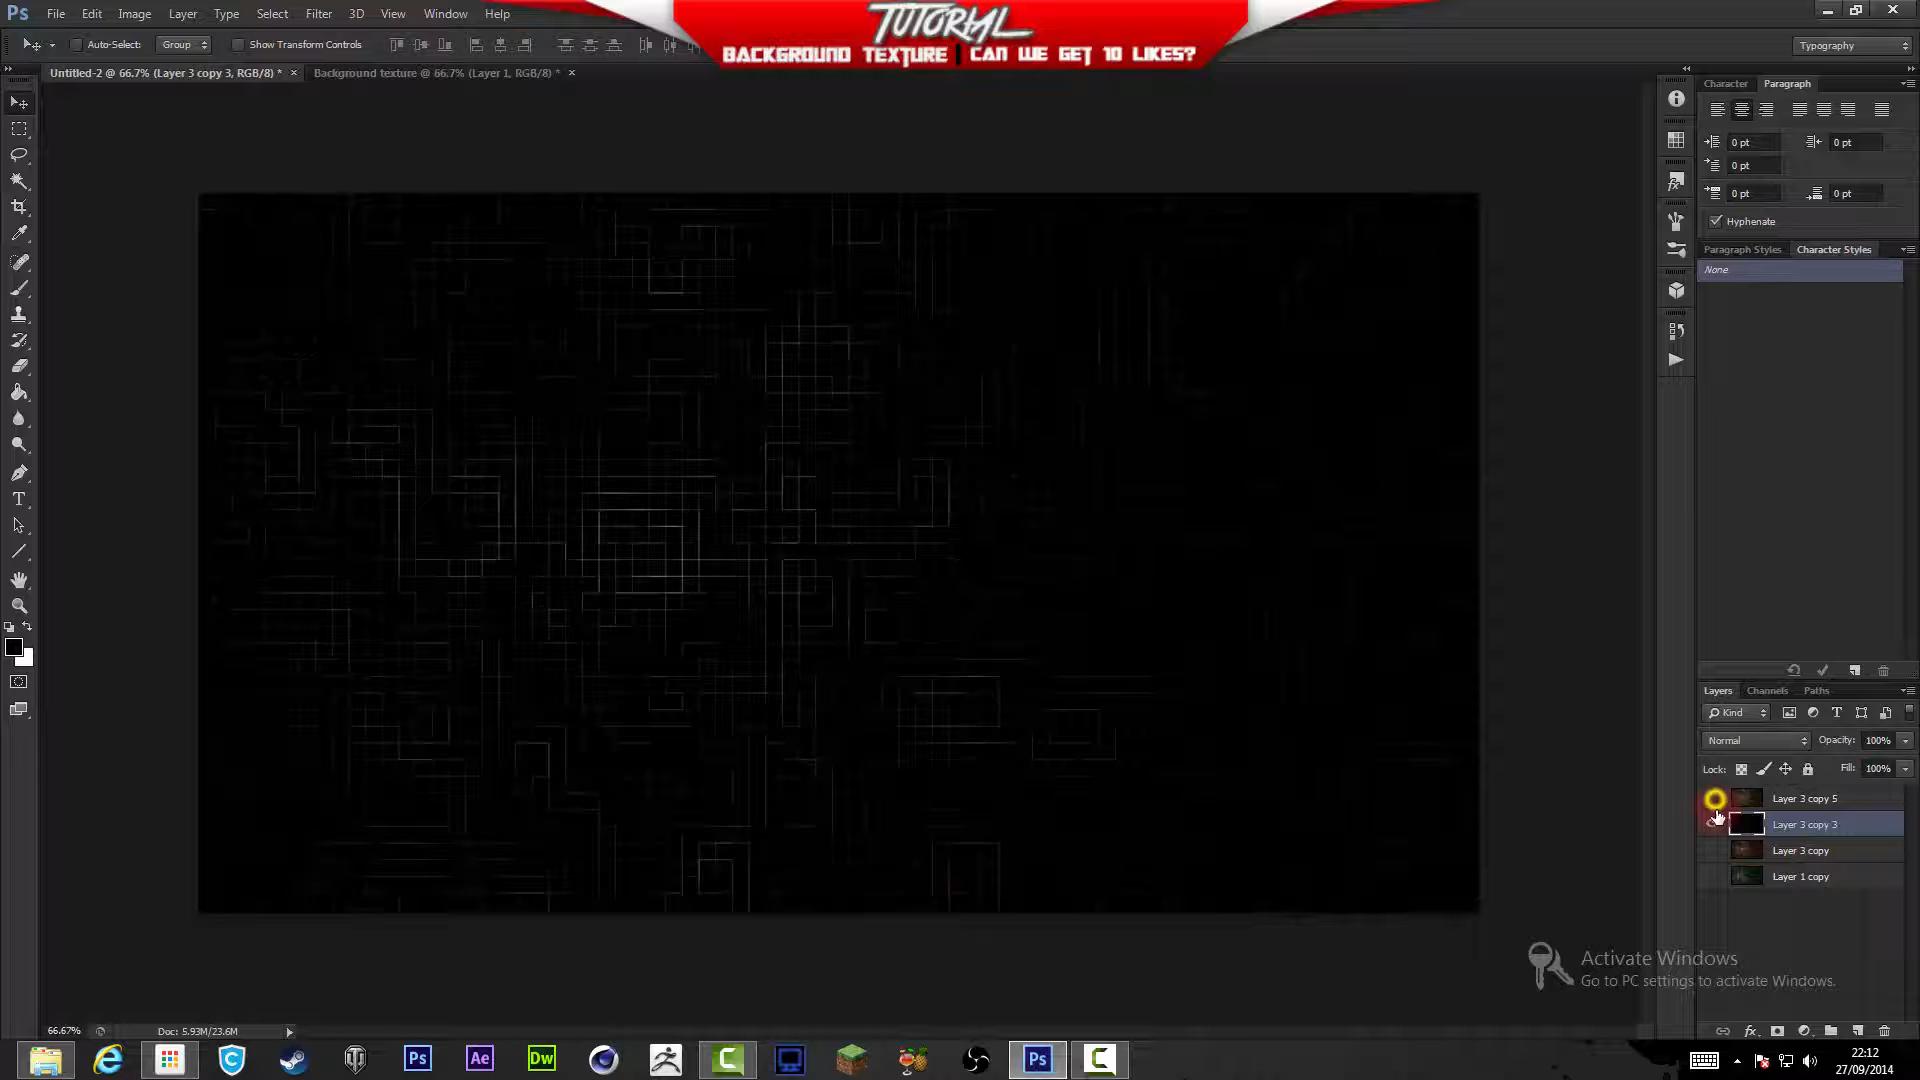 Ps File Edit Image Layer Type Select Filter 3D View Window Help
TUTORIAL
BACKGROUND TEXTURE | CAN WE GET 10 LIKES?
Auto-Select: Group Show Transform Controls
Typography
Untitled-2 @ 66.7% (Layer 3 copy 3, RGB/8) * ×
Background texture @ 66.7% (Layer 1, RGB/8) * ×
Character Paragraph
0 pt 0 pt
0 pt
0 pt 0 pt
Hyphenate
Paragraph Styles Character Styles
None
Layers Channels Paths
Kind
Normal Opacity: 100%
Lock: Fill: 100%
Layer 3 copy 5
Layer 3 copy 3
Layer 3 copy
Layer 1 copy
Activate Windows
Go to PC settings to activate Windows.
66.67% Doc: 5.93M/23.6M
Ps Ae Dw Ps
22:12
27/09/2014